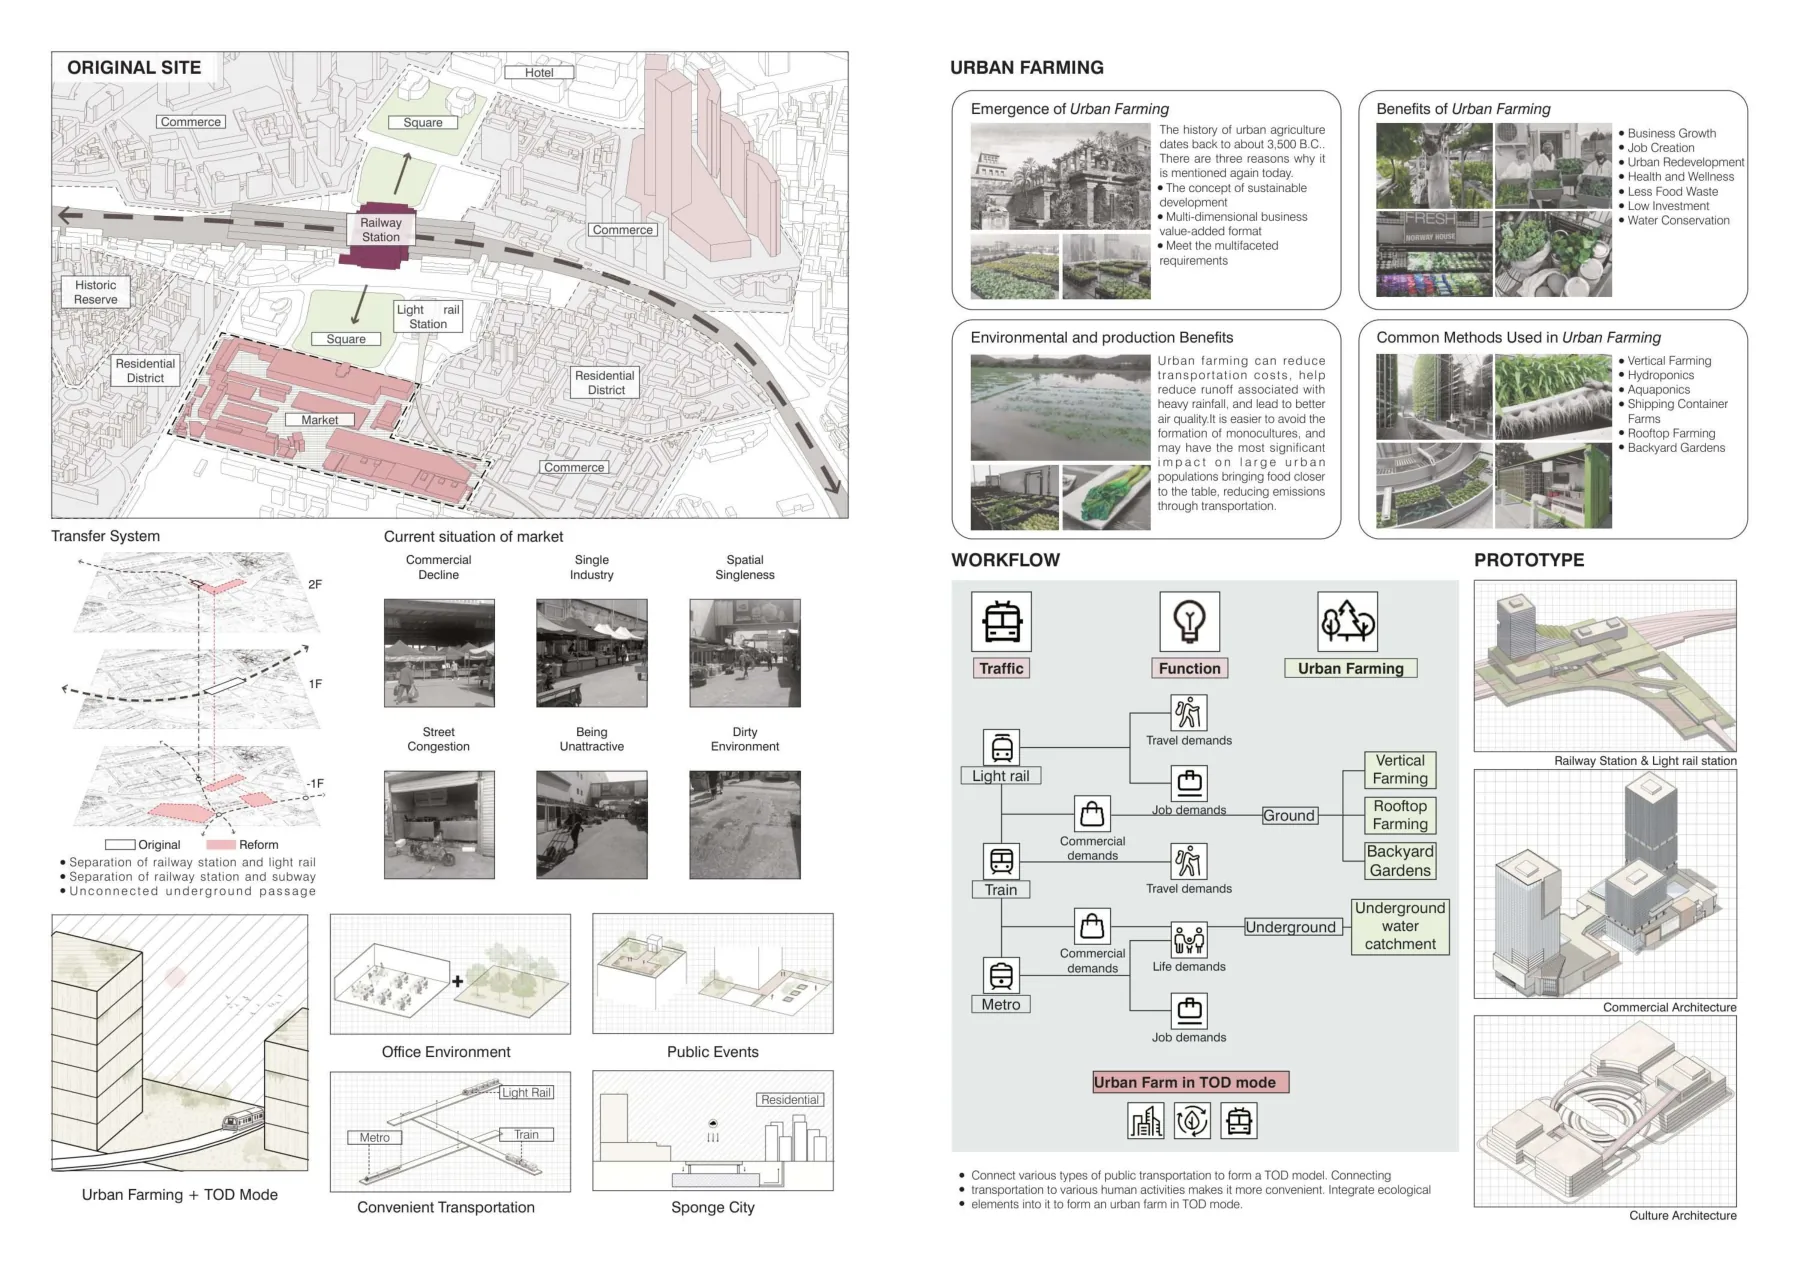 ORIGINAL SITE
Hotel
Commerce
Square
Railway
Station
Commerce
Historic
Reserve
Light rail
Station
Square
Residential
District
Residential
District
Market
Commerce
Transfer System
2F
1F
-1F
Original
Reform
● Separation of railway station and light rail
● Separation of railway station and subway
● Unconnected underground passage
Current situation of market
Commercial
Decline
Single
Industry
Spatial
Singleness
Street
Congestion
Being
Unattractive
Dirty
Environment
Urban Farming + TOD Mode
Office Environment
Public Events
Light Rail
Metro
Train
Convenient Transportation
Residential
Sponge City
URBAN FARMING
Emergence of Urban Farming
The history of urban agriculture
dates back to about 3,500 B.C..
There are three reasons why it
is mentioned again today.
● The concept of sustainable
development
● Multi-dimensional business
value-added format
● Meet the multifaceted
requirements
Benefits of Urban Farming
FRESH
NORWAY HOUSE
● Business Growth
● Job Creation
● Urban Redevelopment
● Health and Wellness
● Less Food Waste
● Low Investment
● Water Conservation
Environmental and production Benefits
Urban farming can reduce
transportation costs, help
reduce runoff associated with
heavy rainfall, and lead to better
air quality.It is easier to avoid the
formation of monocultures, and
may have the most significant
impact on large urban
populations bringing food closer
to the table, reducing emissions
through transportation.
Common Methods Used in Urban Farming
● Vertical Farming
● Hydroponics
● Aquaponics
● Shipping Container
Farms
● Rooftop Farming
● Backyard Gardens
WORKFLOW
Traffic
Function
Urban Farming
Travel demands
Light rail
Job demands
Commercial
demands
Ground
Vertical
Farming
Rooftop
Farming
Backyard
Gardens
Train
Travel demands
Commercial
demands
Life demands
Underground
Underground
water
catchment
Metro
Job demands
Urban Farm in TOD mode
● Connect various types of public transportation to form a TOD model. Connecting
● transportation to various human activities makes it more convenient. Integrate ecological
● elements into it to form an urban farm in TOD mode.
PROTOTYPE
Railway Station & Light rail station
Commercial Architecture
Culture Architecture